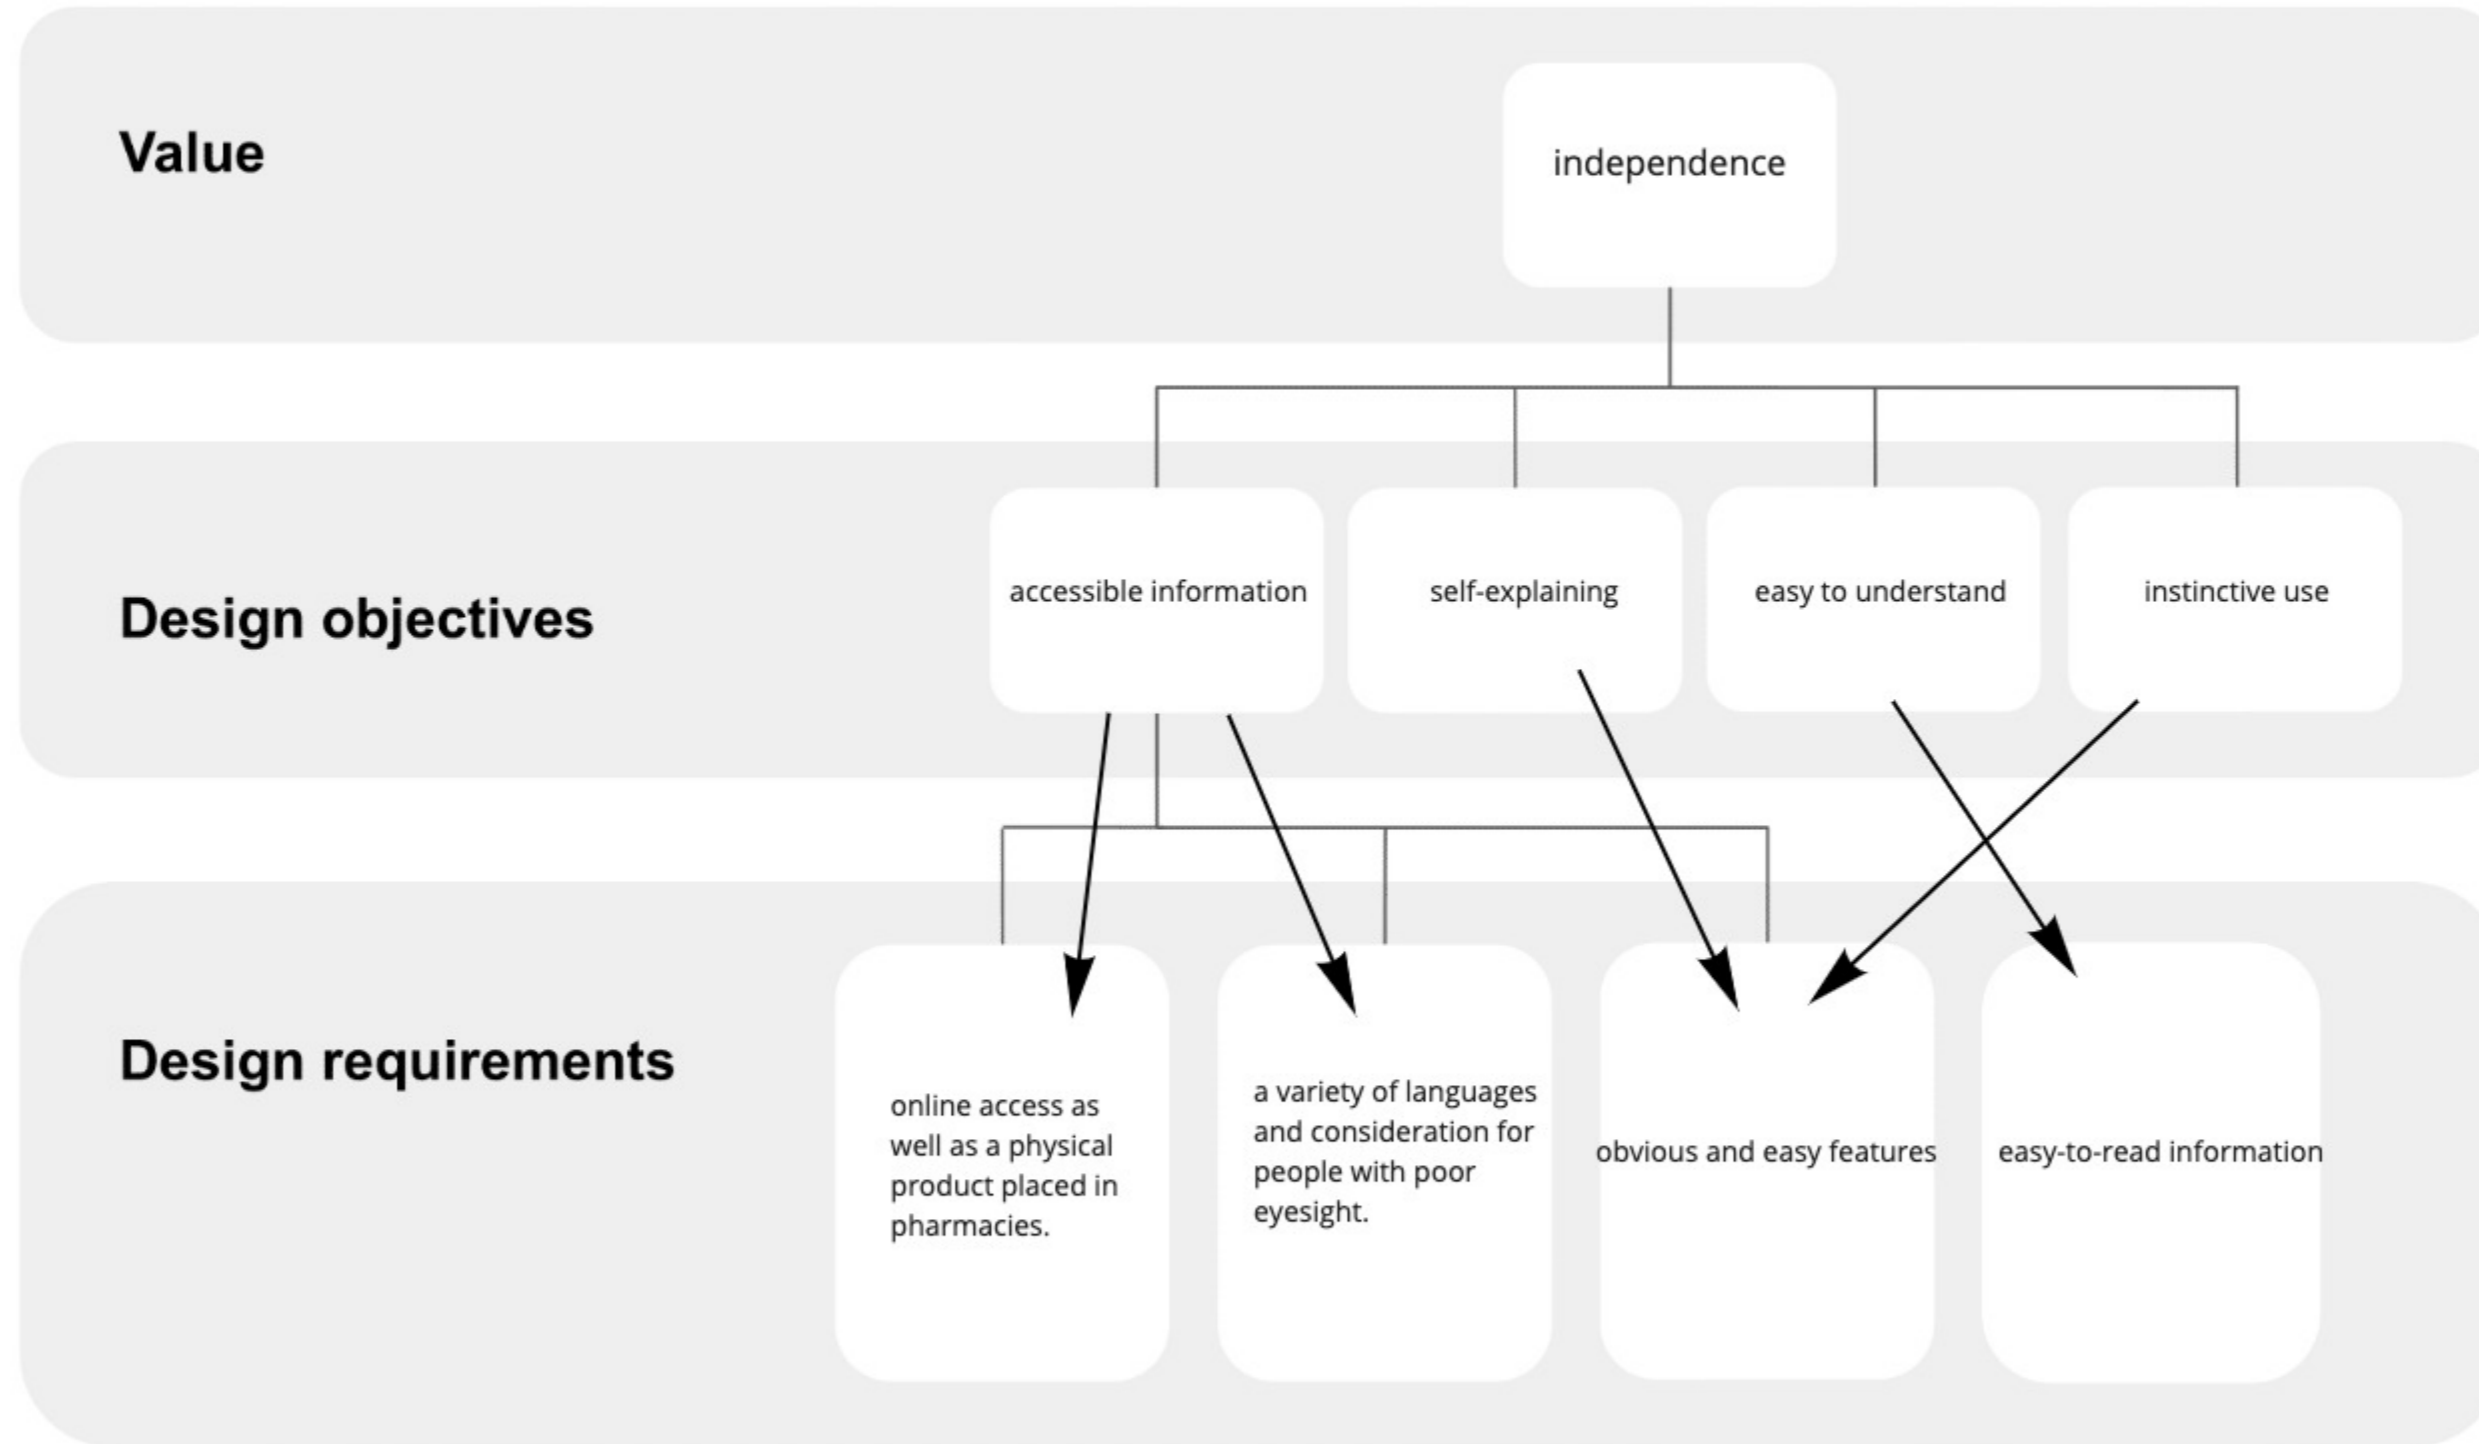 Value
independence
Design objectives
accessible information
self-explaining
easy to understand
instinctive use
Design requirements
online access as
well as a physical
product placed in
pharmacies.
a variety of languages
and consideration for
people with poor
eyesight.
obvious and easy features
easy-to-read information